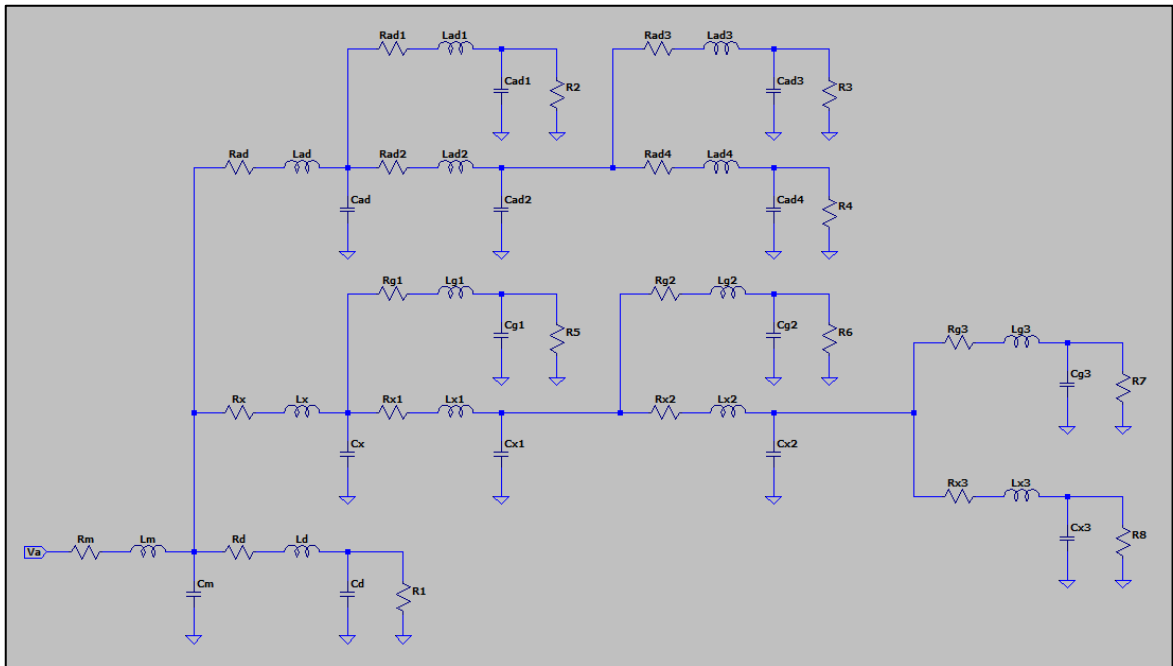 Rad1 Lad1 Rad3 Lad3
Cad1 R2 Cad3 R3
Rad Lad Rad2 Lad2 Rad4 Lad4
Cad Cad2 Cad4 R4
Rg1 Lg1 Rg2 Lg2
Cg1 R5 Cg2 R6
Rg3 Lg3
Cg3 R7
Rx Lx Rx1 Lx1 Rx2 Lx2
Cx Cx1 Cx2
Rx3 Lx3
Cx3 R8
Va Rm Lm Rd Ld
Cm Cd R1